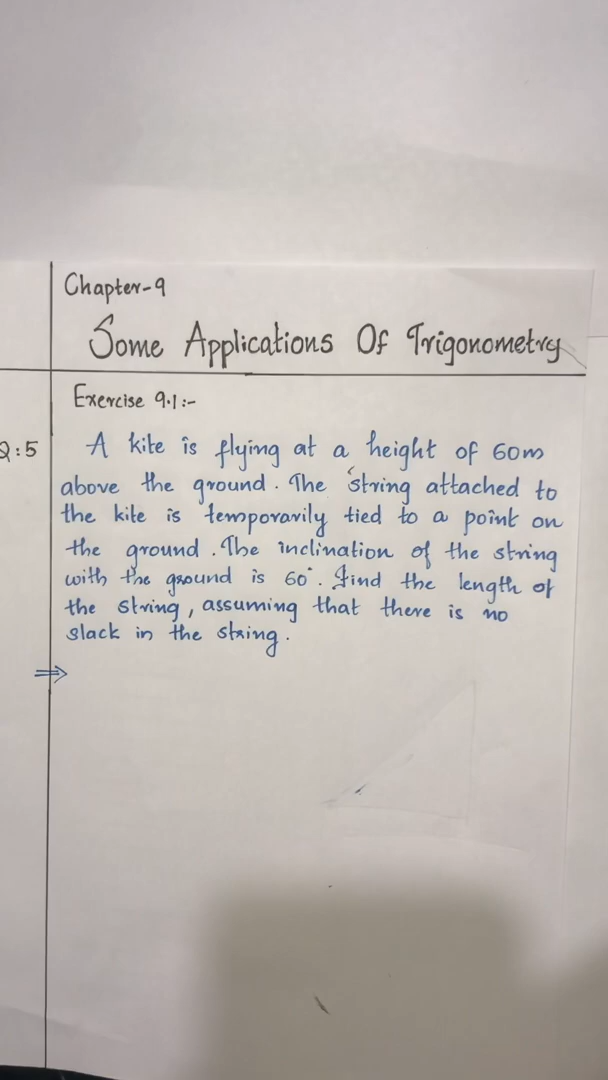 Chapter-9
Some Applications Of Trigonometry
Exercise 9.1:-
Q:5 A kite is flying at a height of 60m
above the ground. The string attached to
the kite is temporarily tied to a point on
the ground. The inclination of the string
with the ground is 60°. Find the length of
the string, assuming that there is no
slack in the string.
⇒